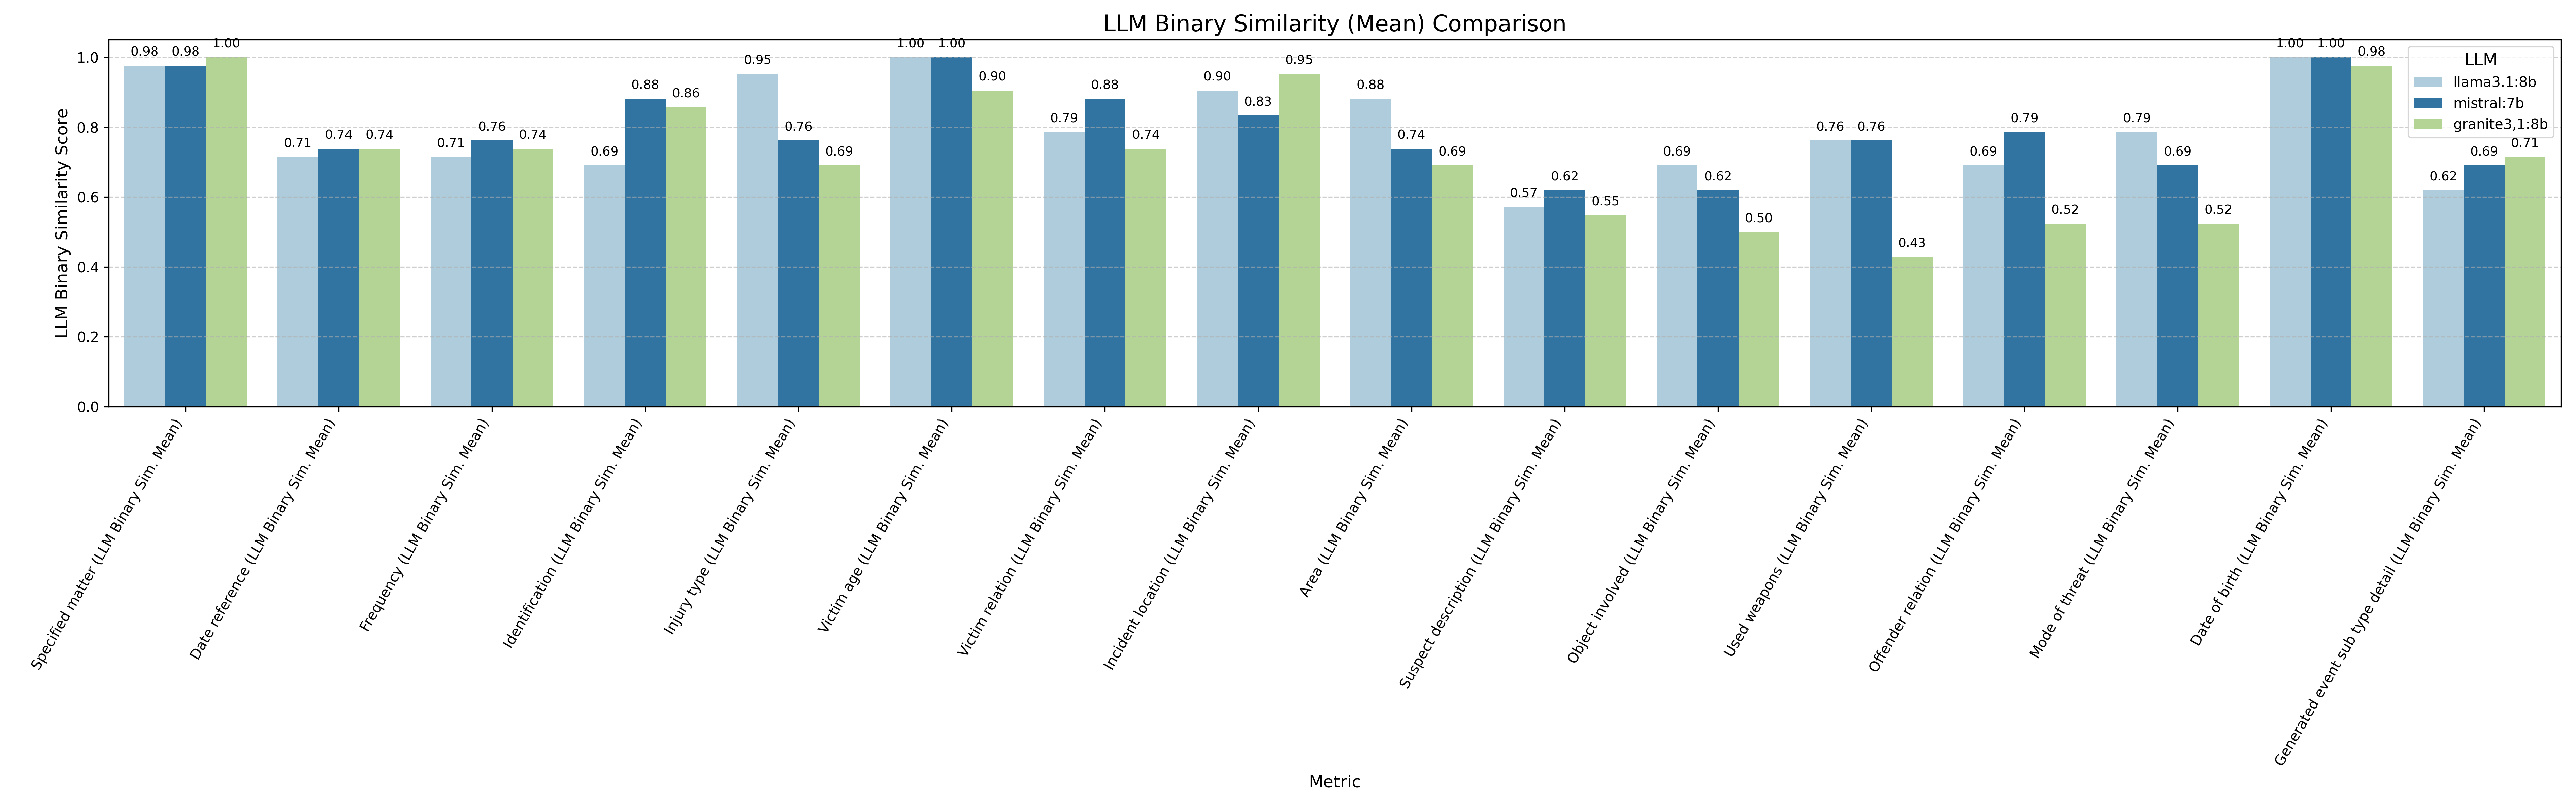 LLM Binary Similarity (Mean) Comparison
LLM Binary Similarity Score
1.0
0.8
0.6
0.4
0.2
0.0
0.98 0.98 1.00
0.71 0.74 0.74
0.71 0.76 0.74
0.69 0.88 0.86
0.95 0.76 0.69
1.00 1.00 0.90
0.79 0.88 0.74
0.90 0.83 0.95
0.88 0.74 0.69
0.57 0.62 0.55
0.69 0.62 0.50
0.76 0.76 0.43
0.69 0.79 0.52
0.79 0.69 0.52
1.00 1.00 0.98
0.62 0.69 0.71
LLM
llama3.1:8b
mistral:7b
granite3,1:8b
Specified matter (LLM Binary Sim. Mean)
Date reference (LLM Binary Sim. Mean)
Frequency (LLM Binary Sim. Mean)
Identification (LLM Binary Sim. Mean)
Injury type (LLM Binary Sim. Mean)
Victim age (LLM Binary Sim. Mean)
Victim relation (LLM Binary Sim. Mean)
Incident location (LLM Binary Sim. Mean)
Area (LLM Binary Sim. Mean)
Suspect description (LLM Binary Sim. Mean)
Object involved (LLM Binary Sim. Mean)
Used weapons (LLM Binary Sim. Mean)
Offender relation (LLM Binary Sim. Mean)
Mode of threat (LLM Binary Sim. Mean)
Date of birth (LLM Binary Sim. Mean)
Generated event sub type detail (LLM Binary Sim. Mean)
Metric